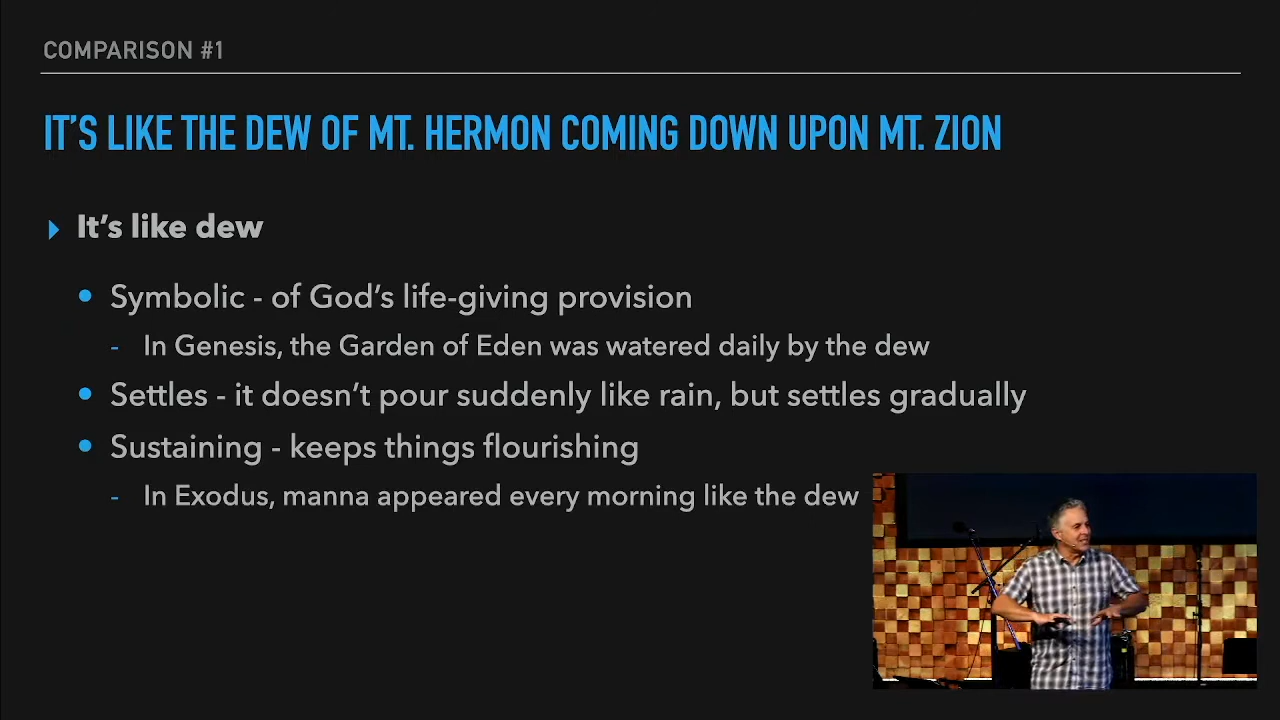 COMPARISON #1
IT'S LIKE THE DEW OF MT. HERMON COMING DOWN UPON MT. ZION
▸ It's like dew
• Symbolic - of God's life-giving provision
- In Genesis, the Garden of Eden was watered daily by the dew
• Settles - it doesn't pour suddenly like rain, but settles gradually
• Sustaining - keeps things flourishing
- In Exodus, manna appeared every morning like the dew